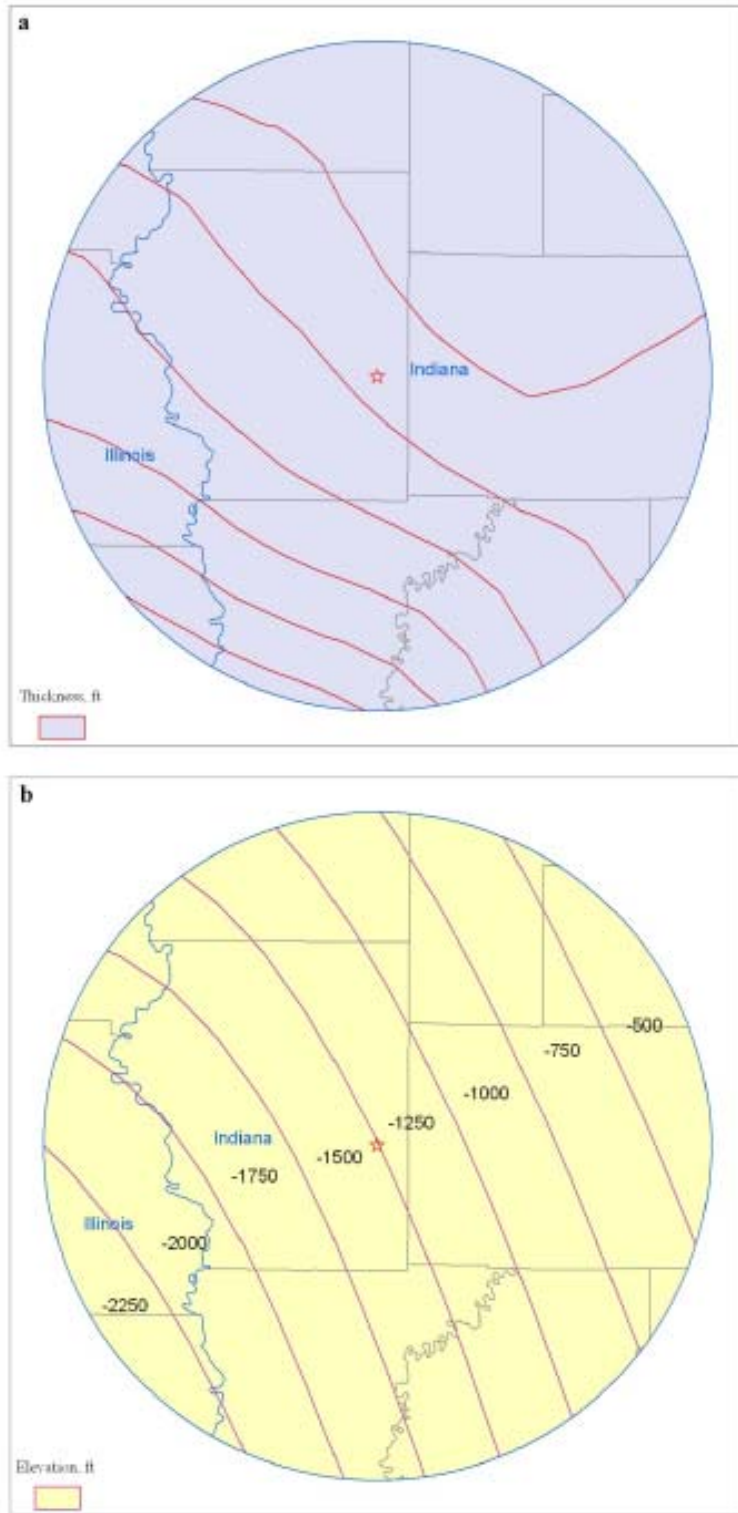 a
Indiana
Illinois
Thickness, ft
b
-500
-750
-1000
-1250
Indiana
-1500
-1750
Illinois
-2000
-2250
Elevation, ft